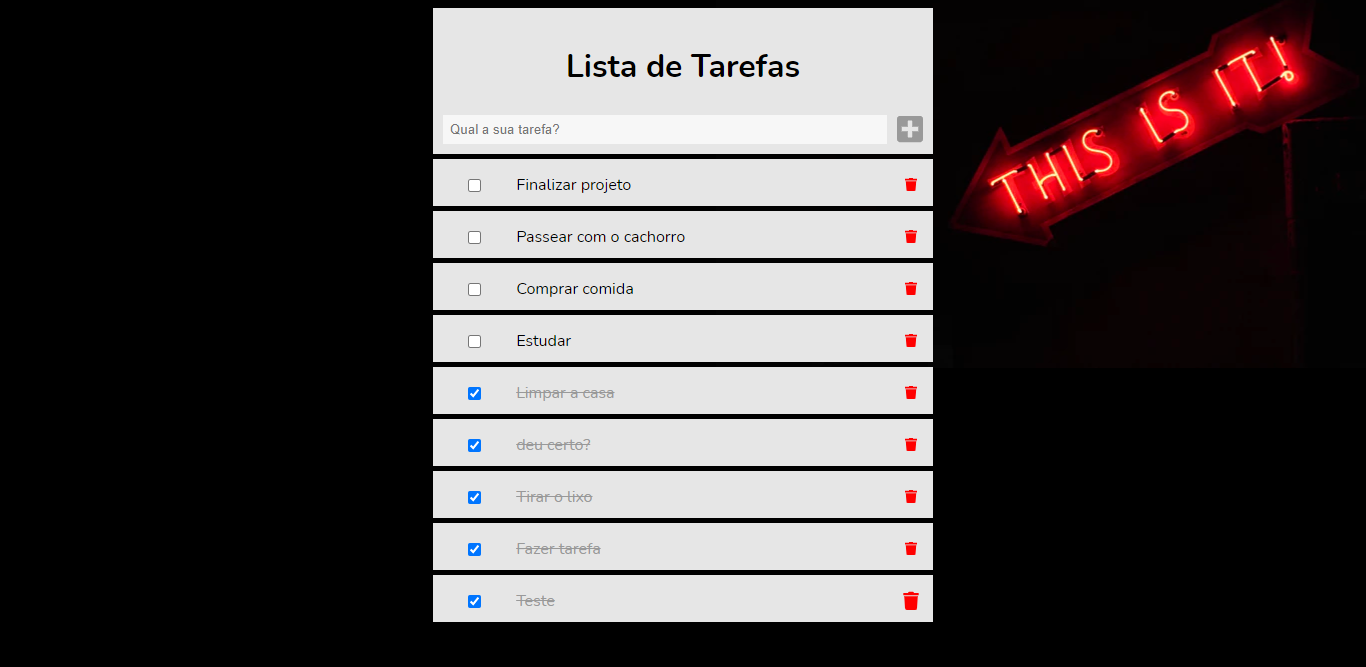 Lista de Tarefas
Qual a sua tarefa?
Finalizar projeto
Passear com o cachorro
Comprar comida
Estudar
Limpar a casa
deu certo?
Tirar o lixo
Fazer tarefa
Teste
THIS IS IT!